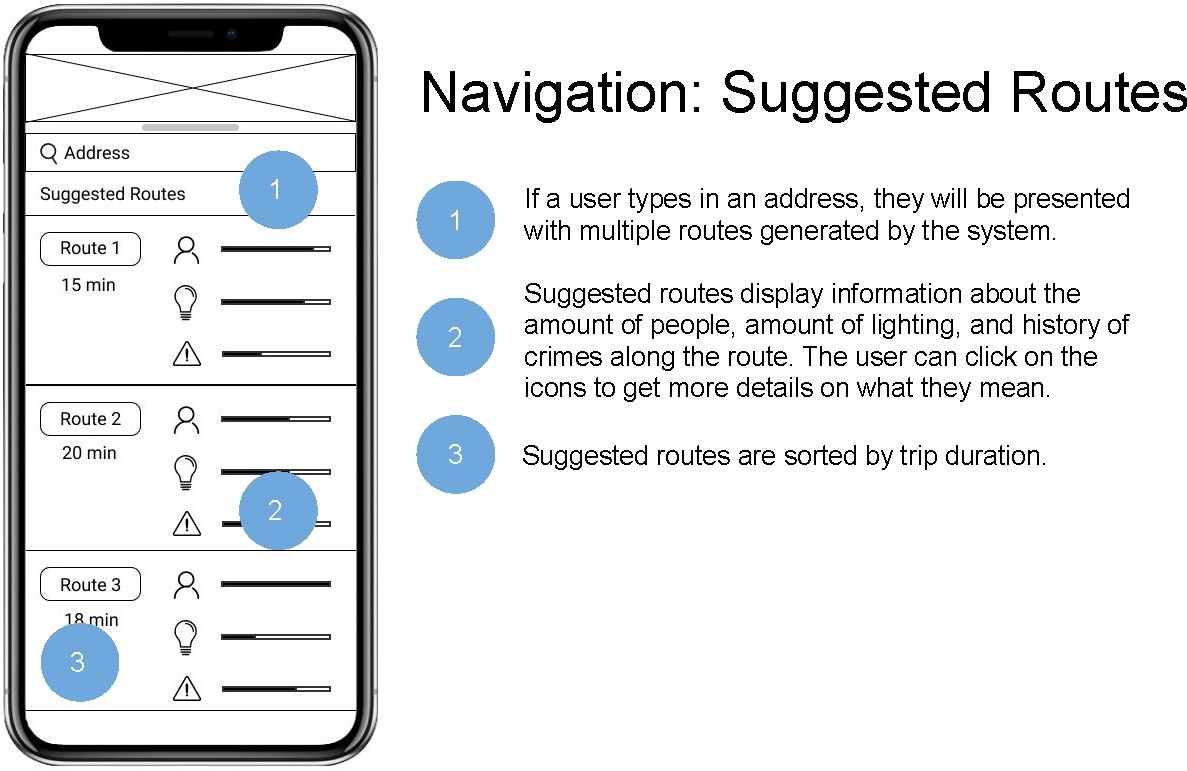 Navigation: Suggested Routes
Address
Suggested Routes
1
Route 1
15 min
Route 2
20 min
2
Route 3
18 min
3
1
If a user types in an address, they will be presented
with multiple routes generated by the system.
2
Suggested routes display information about the
amount of people, amount of lighting, and history of
crimes along the route. The user can click on the
icons to get more details on what they mean.
3
Suggested routes are sorted by trip duration.